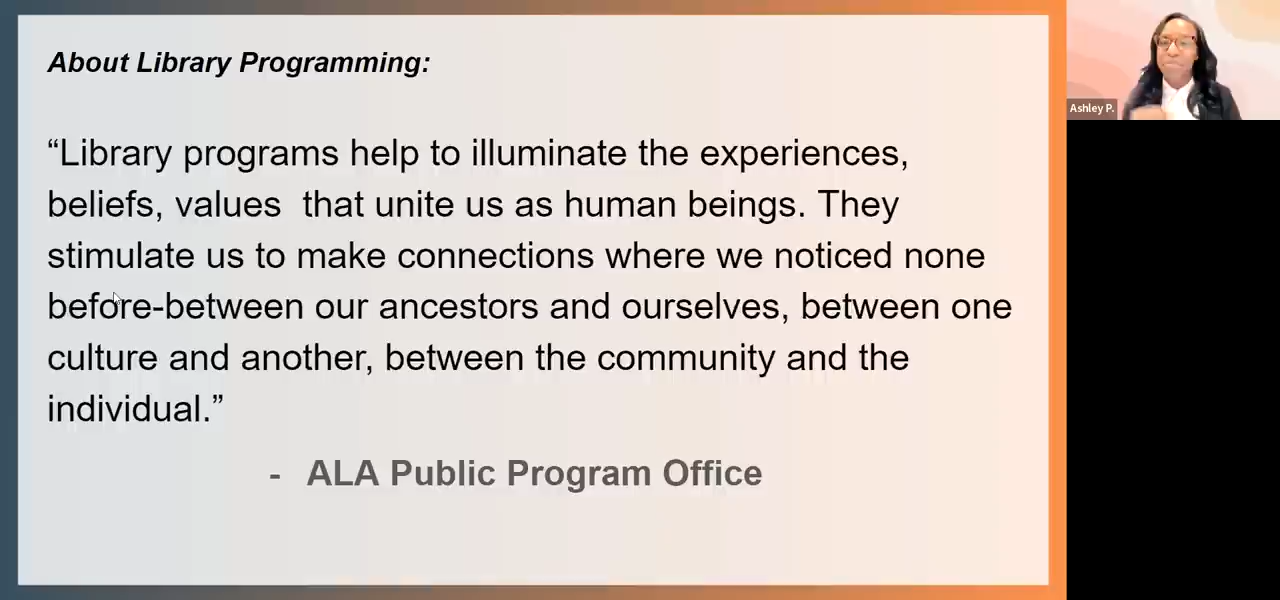 About Library Programming:
“Library programs help to illuminate the experiences,
beliefs, values  that unite us as human beings. They
stimulate us to make connections where we noticed none
before-between our ancestors and ourselves, between one
culture and another, between the community and the
individual.”
- ALA Public Program Office
Ashley P.